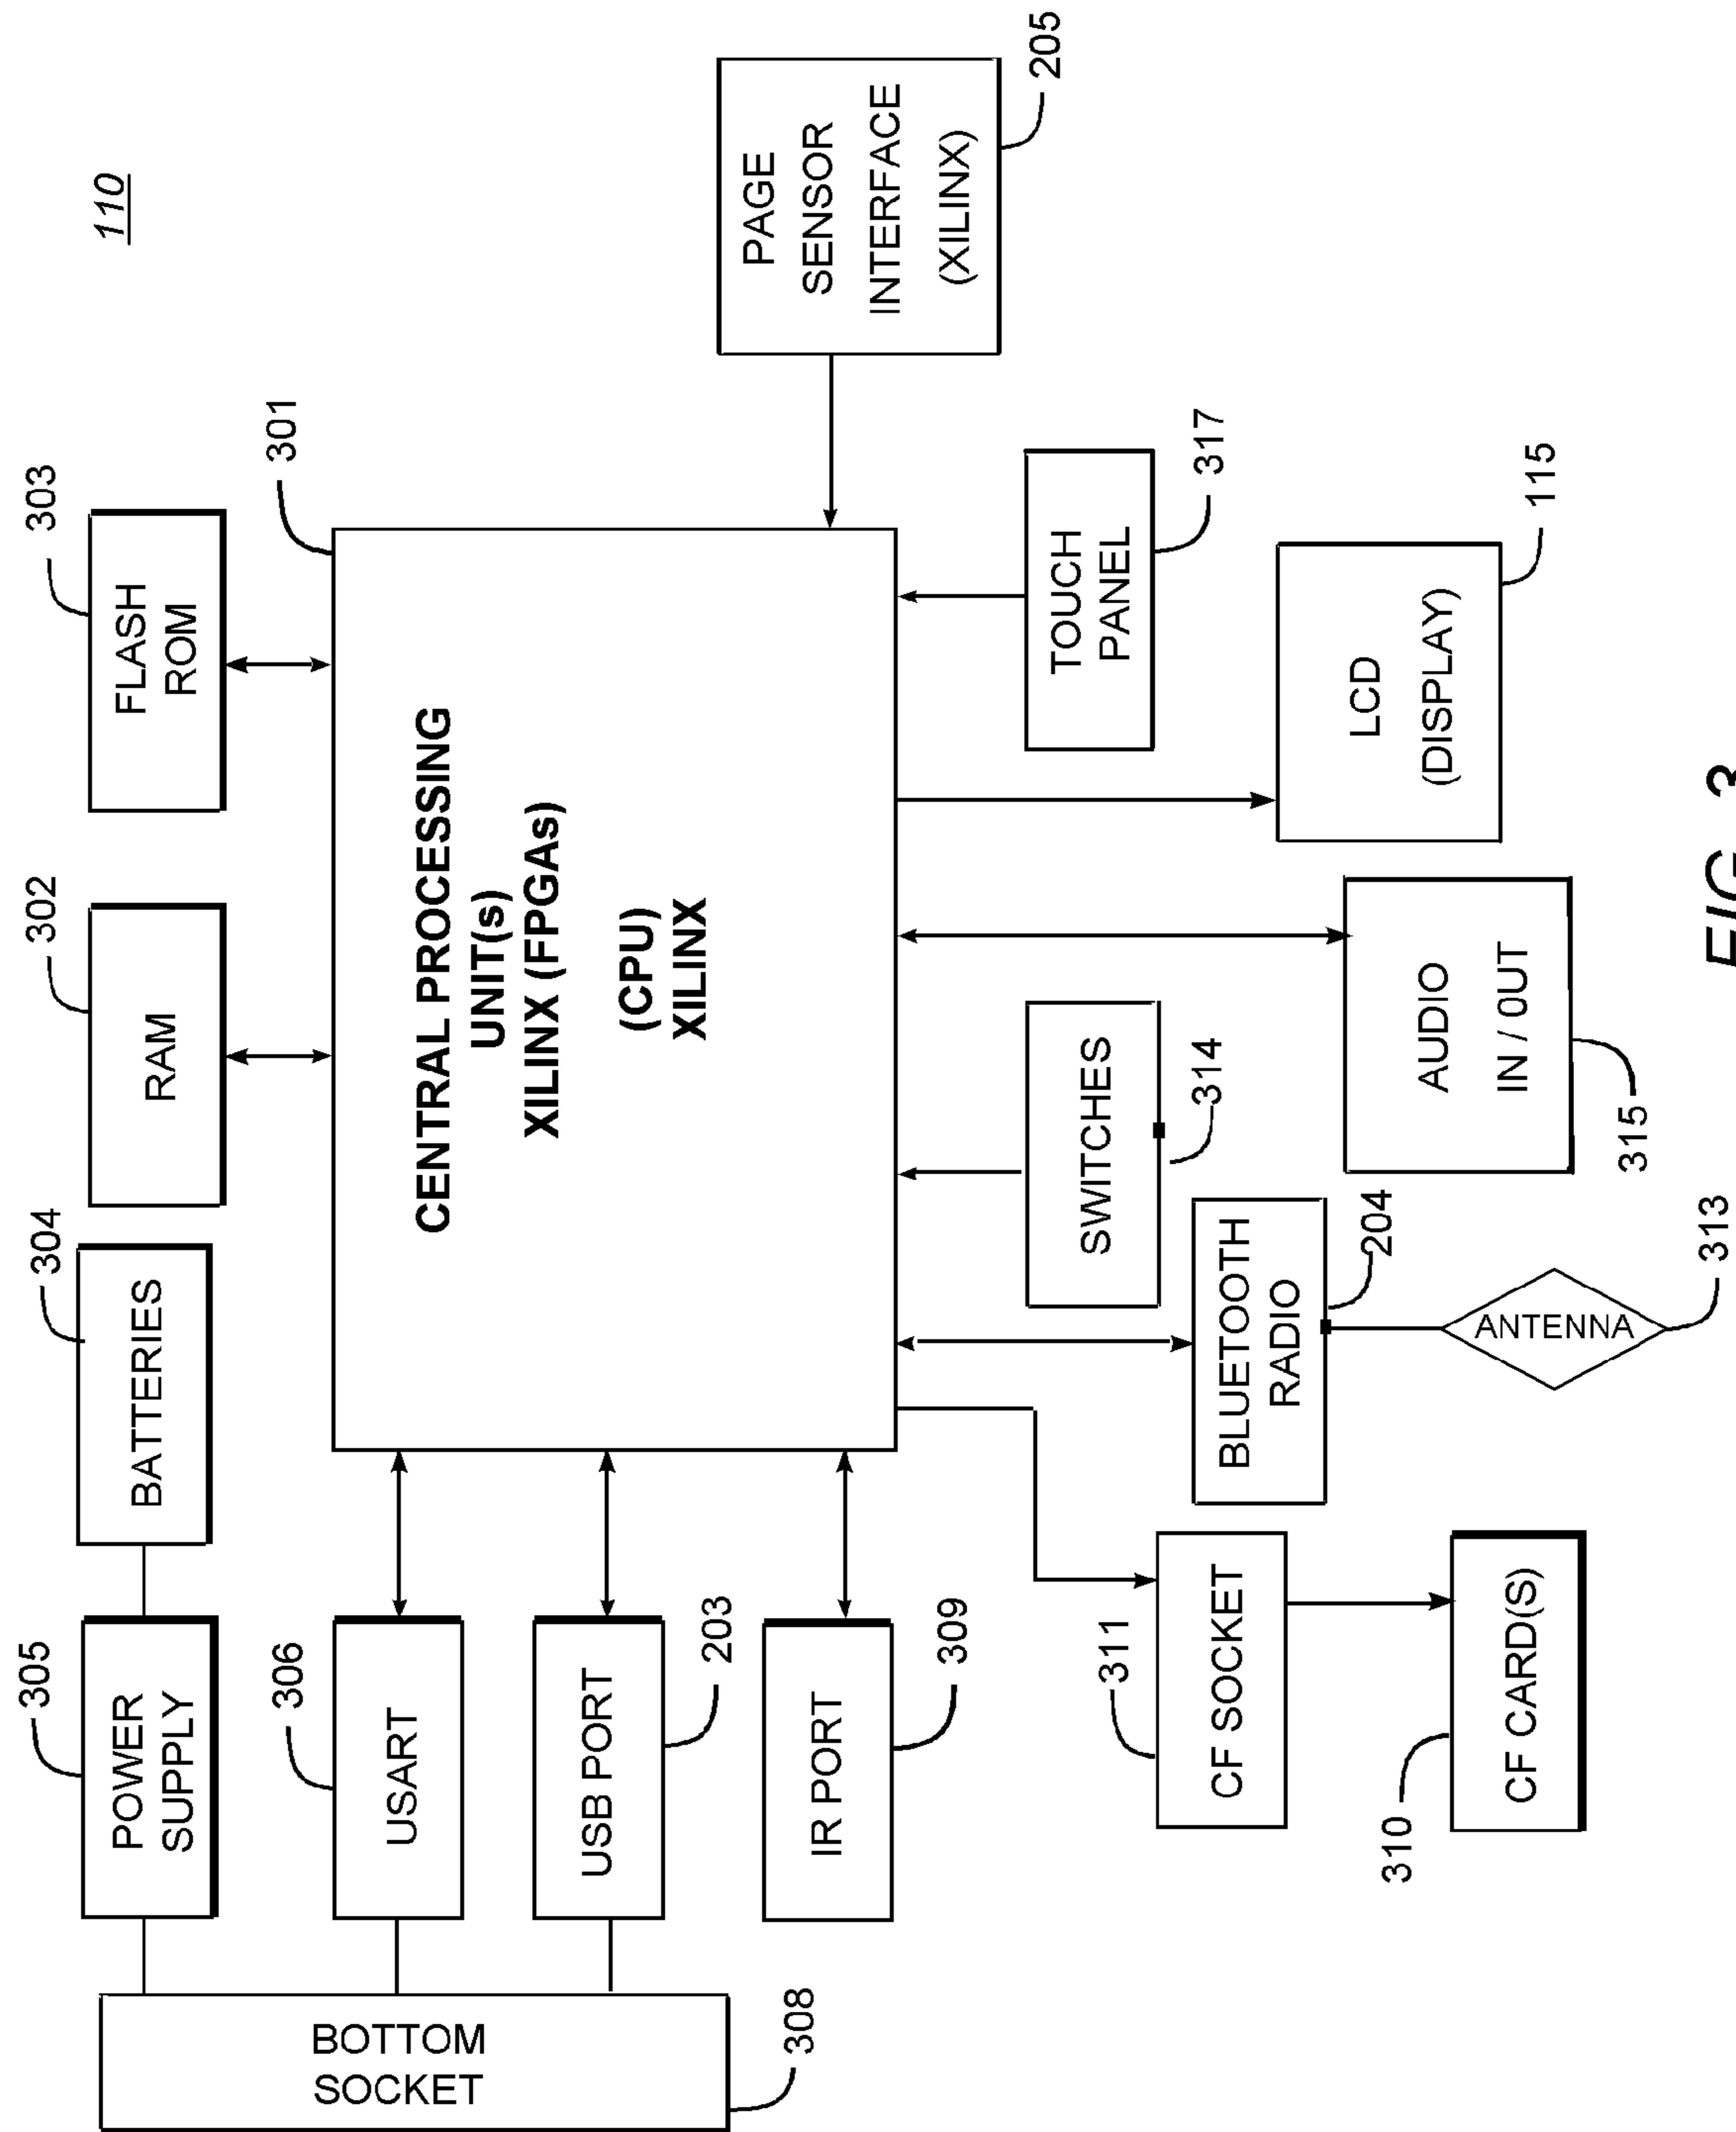 110
303
FLASH
ROM
302
RAM
304
BATTERIES
305
POWER
SUPPLY
301
CENTRAL PROCESSING
UNIT(s)
XILINX (FPGAs)
(CPU)
XILINX
PAGE
SENSOR
INTERFACE
(XILINX)
205
306
USART
USB PORT
203
IR PORT
309
BOTTOM
SOCKET
308
311
CF SOCKET
310
CF CARD(S)
BLUETOOTH
RADIO
204
ANTENNA
313
SWITCHES
314
AUDIO
IN / 0UT
315
TOUCH
PANEL
317
LCD
(DISPLAY)
115
FIG. 3